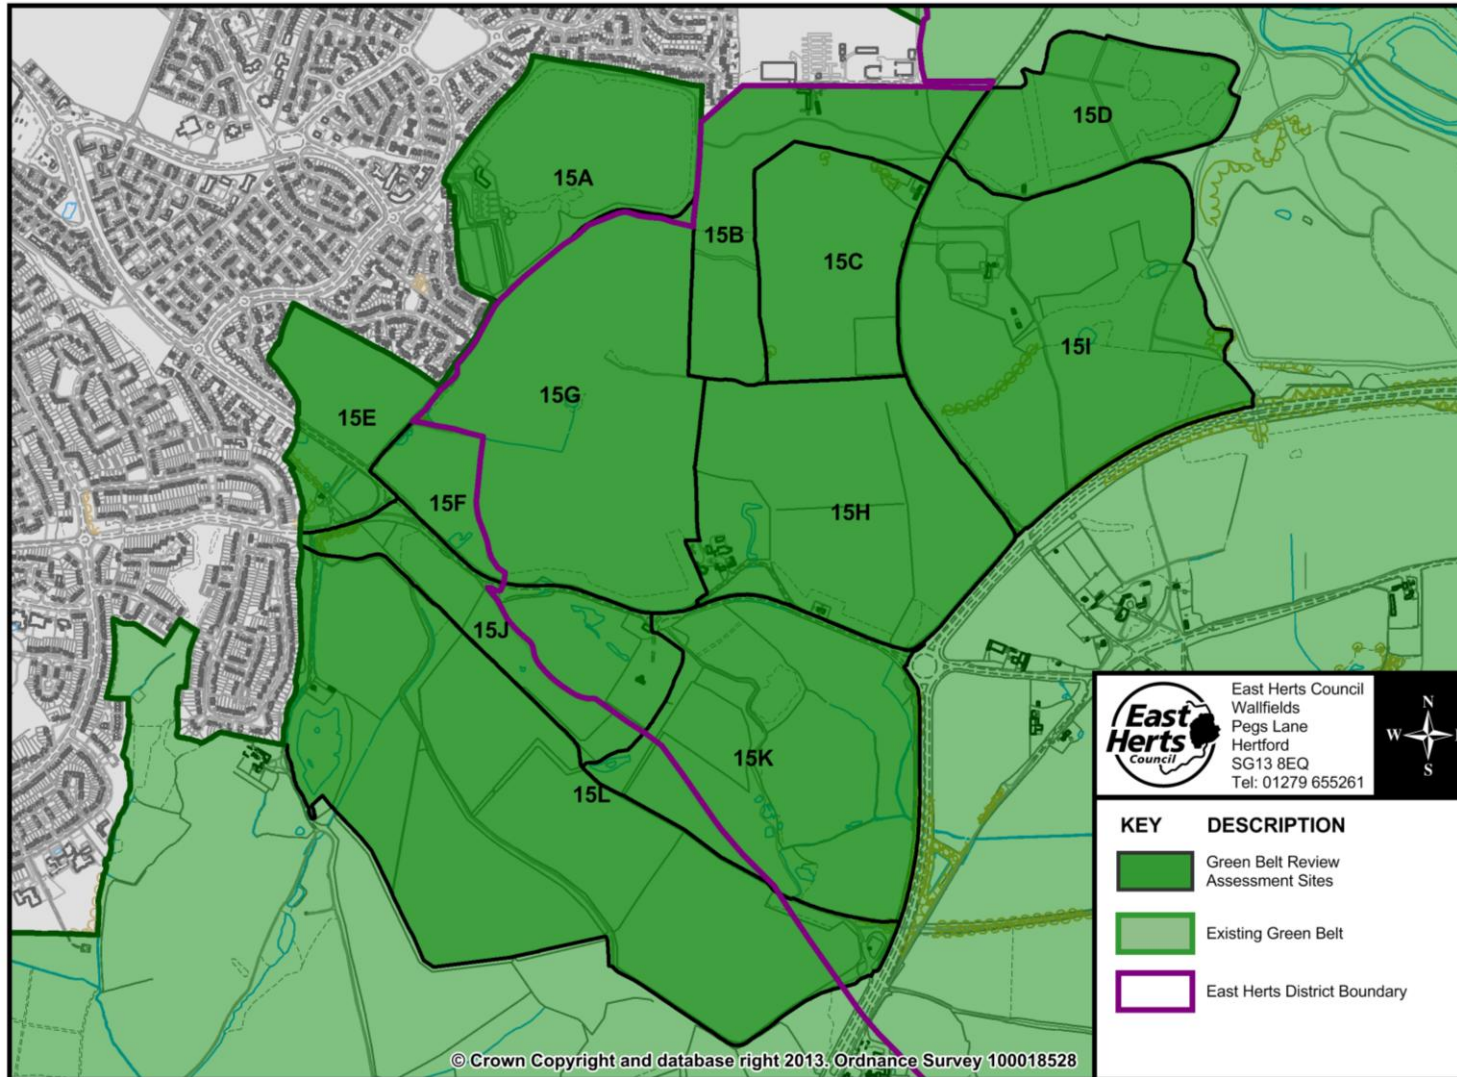 15A
15B
15C
15D
15E
15F
15G
15H
15I
15J
15K
15L
East
Herts
Council
East Herts Council
Wallfields
Pegs Lane
Hertford
SG13 8EQ
Tel: 01279 655261
N
W
S
KEY DESCRIPTION
Green Belt Review
Assessment Sites
Existing Green Belt
East Herts District Boundary
© Crown Copyright and database right 2013. Ordnance Survey 100018528